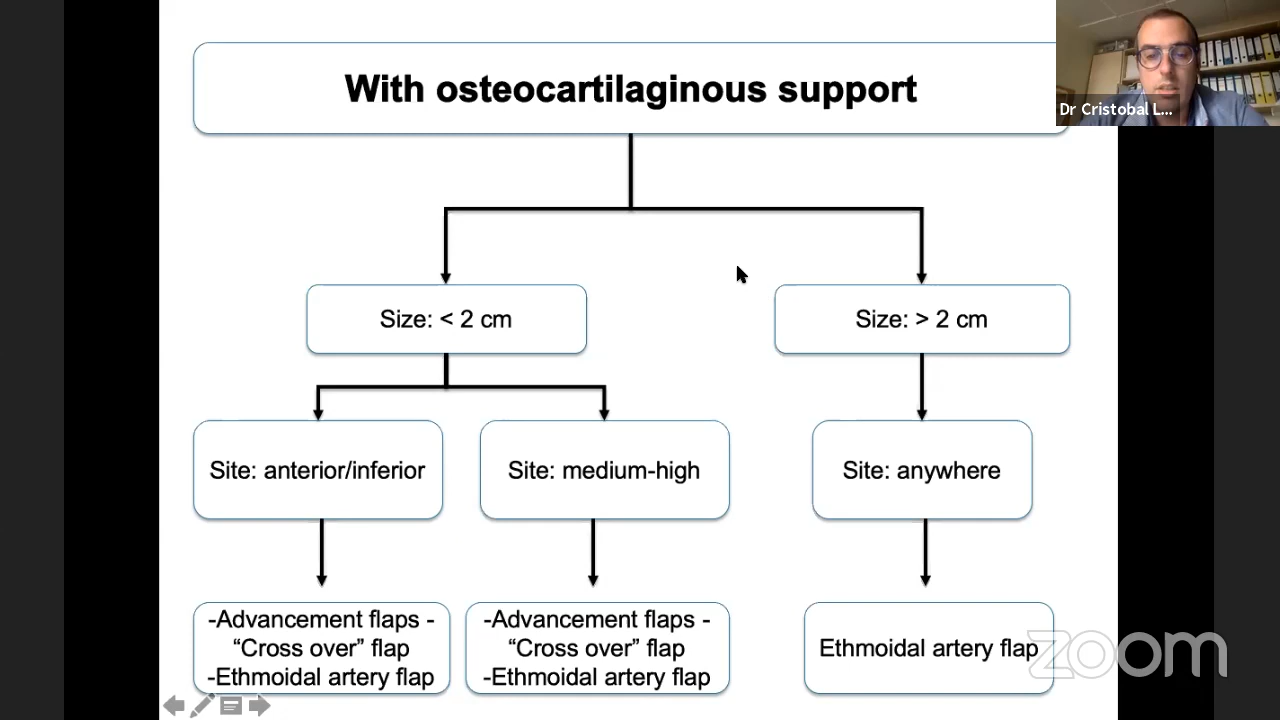 With osteocartilaginous support
Dr Cristobal L...
Size: < 2 cm
Size: > 2 cm
Site: anterior/inferior
Site: medium-high
Site: anywhere
-Advancement flaps -
“Cross over” flap
-Ethmoidal artery flap
-Advancement flaps -
“Cross over” flap
-Ethmoidal artery flap
Ethmoidal artery flap
zoom